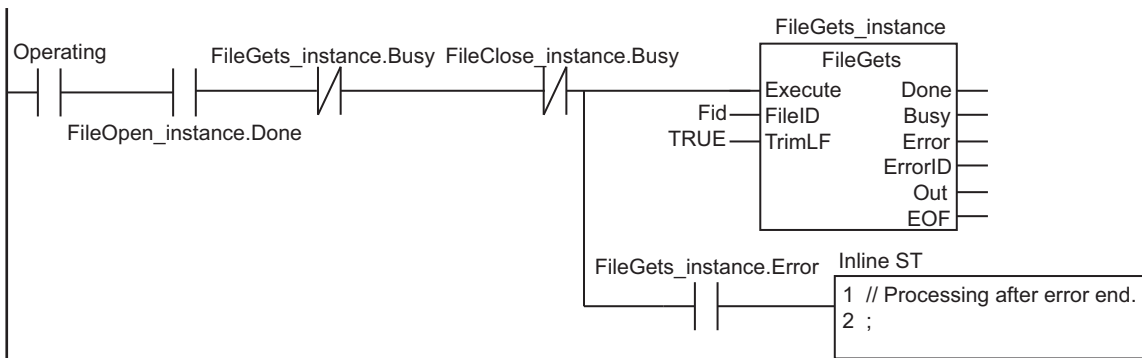 FileGets_instance
Operating
FileGets_instance.Busy
FileClose_instance.Busy
FileOpen_instance.Done
FileGets
Execute
Done
Fid
FileID
Busy
TRUE
TrimLF
Error
ErrorID
Out
EOF
FileGets_instance.Error
Inline ST
1 // Processing after error end.
2 ;